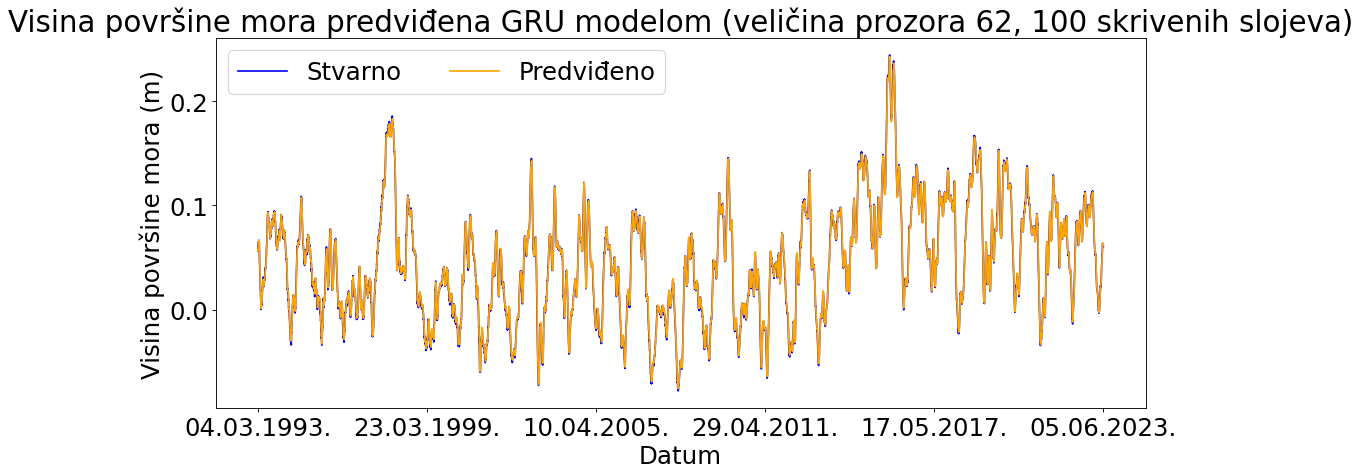 Visina površine mora predviđena GRU modelom (veličina prozora 62, 100 skrivenih slojeva)
Stvarno
Predviđeno
Visina površine mora (m)
0.2
0.1
0.0
04.03.1993.
23.03.1999.
10.04.2005.
29.04.2011.
17.05.2017.
05.06.2023.
Datum